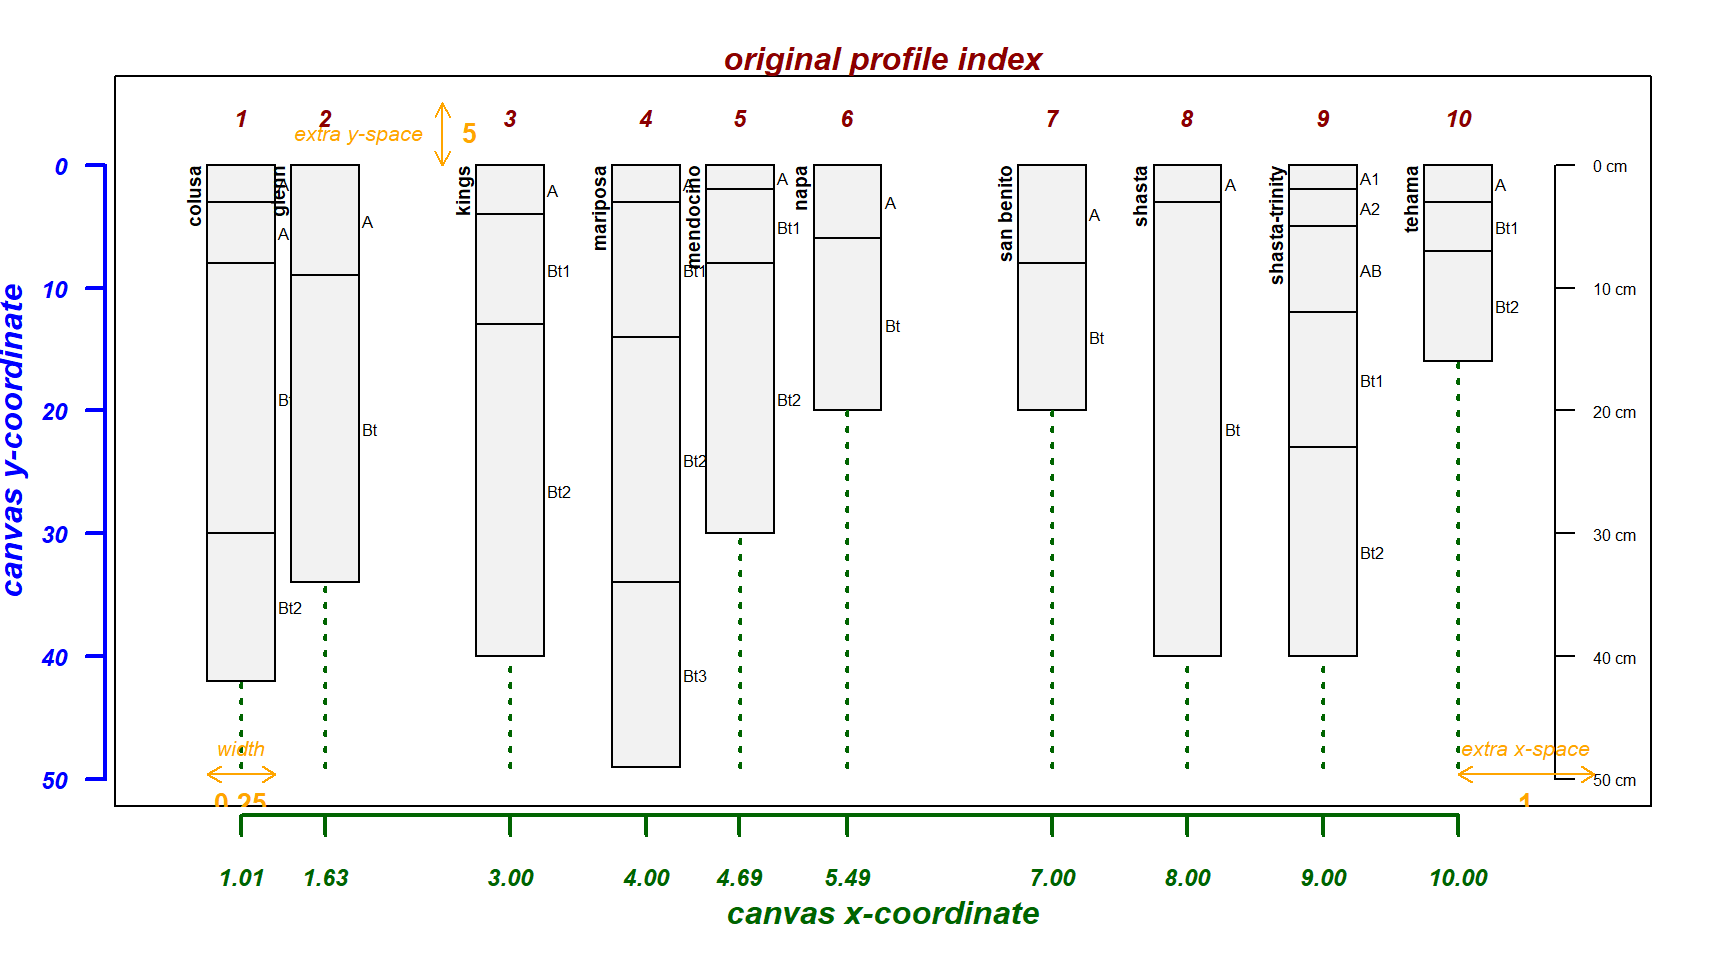 original profile index
1 2 3 4 5 6 7 8 9 10
extra y-space 5
canvas y-coordinate
0
10
20
30
40
50
colusa
A
Bt2
glenn
A
Bt
kings
A
Bt1
Bt2
mariposa
A
Bt1
Bt2
Bt3
mendocino
A
Bt1
Bt2
napa
A
Bt
san benito
A
Bt
shasta
A
Bt
shasta-trinity
A1
A2
AB
Bt1
Bt2
tehama
A
Bt1
Bt2
0 cm
10 cm
20 cm
30 cm
40 cm
50 cm
width
0.25
extra x-space
1
1.01 1.63 3.00 4.00 4.69 5.49 7.00 8.00 9.00 10.00
canvas x-coordinate